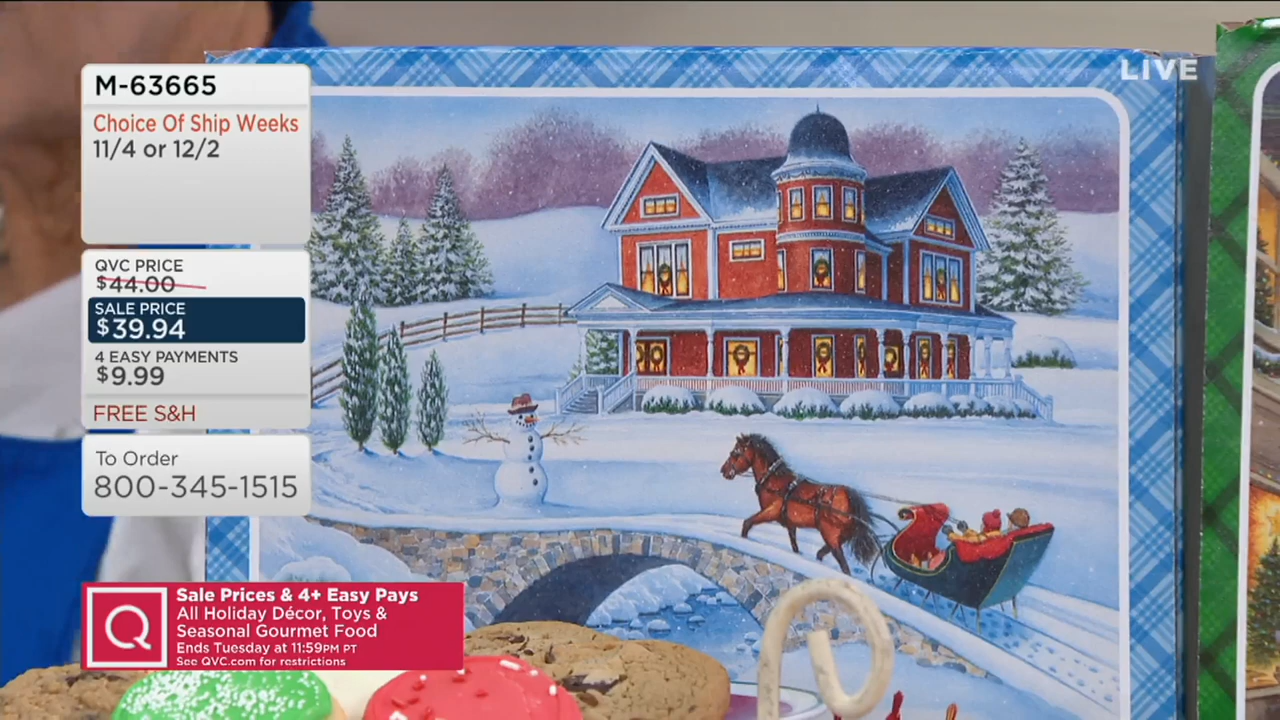 LIVE
M-63665
Choice Of Ship Weeks
11/4 or 12/2
QVC PRICE
$44.00
SALE PRICE
$39.94
4 EASY PAYMENTS
$9.99
FREE S&H
To Order
800-345-1515
Q
Sale Prices & 4+ Easy Pays
All Holiday Décor, Toys &
Seasonal Gourmet Food
Ends Tuesday at 11:59PM PT
See QVC.com for restrictions